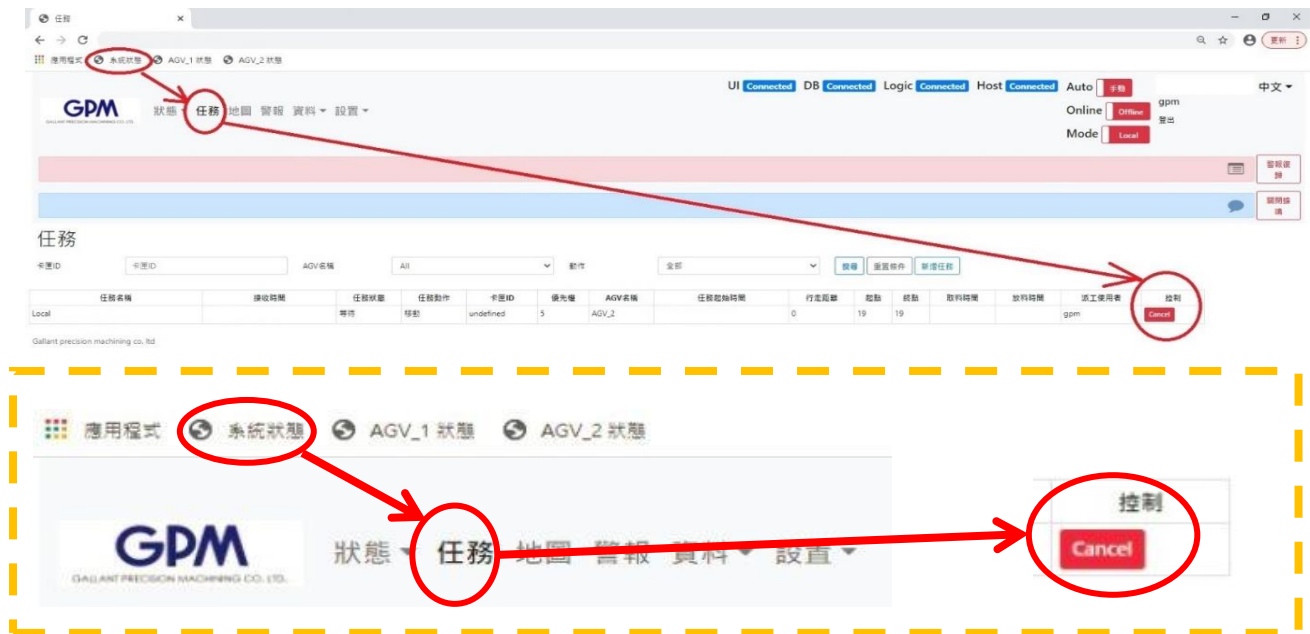 任務
更新
應用程式 系統狀態 AGV_1 狀態 AGV_2 狀態
UI Connected DB Connected Logic Connected Host Connected Auto 手動 中文
GPM 狀態 任務 地圖 警報 資料 設置 Online Offline gpm
GALLANT PRECISION MACHINING CO. LTD. 登出
Mode Local
警報復歸
任務
卡匣ID 卡匣ID AGV名稱 All 動作 全部 搜尋 重置條件 新增任務
任務名稱 接收時間 任務狀態 任務動作 卡匣ID 優先權 AGV名稱 任務起始時間 行走距離 起點 終點 取料時間 放料時間 派工使用者 控制
Local 等待 移動 undefined 5 AGV_2 0 19 19 gpm Cancel
Gallant precision machining co. ltd
應用程式 系統狀態 AGV_1 狀態 AGV_2 狀態
控制
GPM 狀態 任務 地圖 警報 資料 設置 Cancel
GALLANT PRECISION MACHINING CO. LTD.